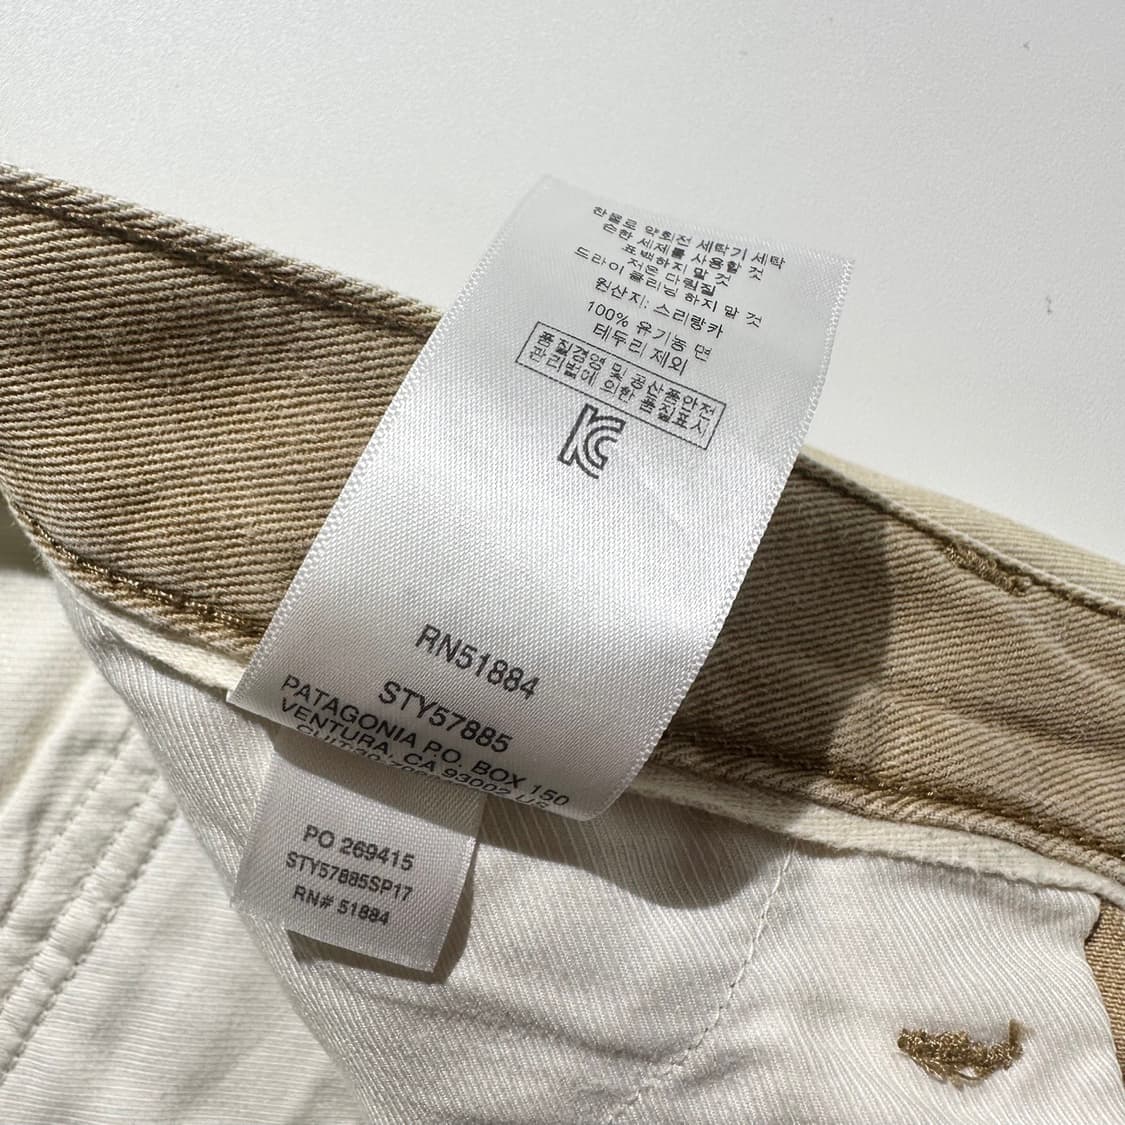 찬물로 약회전 세탁기 세탁
순한 세제를 사용할 것
표백하지 말 것
저온 다림질
드라이 클리닝 하지 말 것
원산지: 스리랑카
100% 유기농 면
테두리 제외
품질경영 및 공산품안전
관리법에 의한 품질표시
KC
RN51884
STY57885
PATAGONIA P.O. BOX 150
VENTURA, CA 93002 US
PO 269415
STY57885SP17
RN# 51884